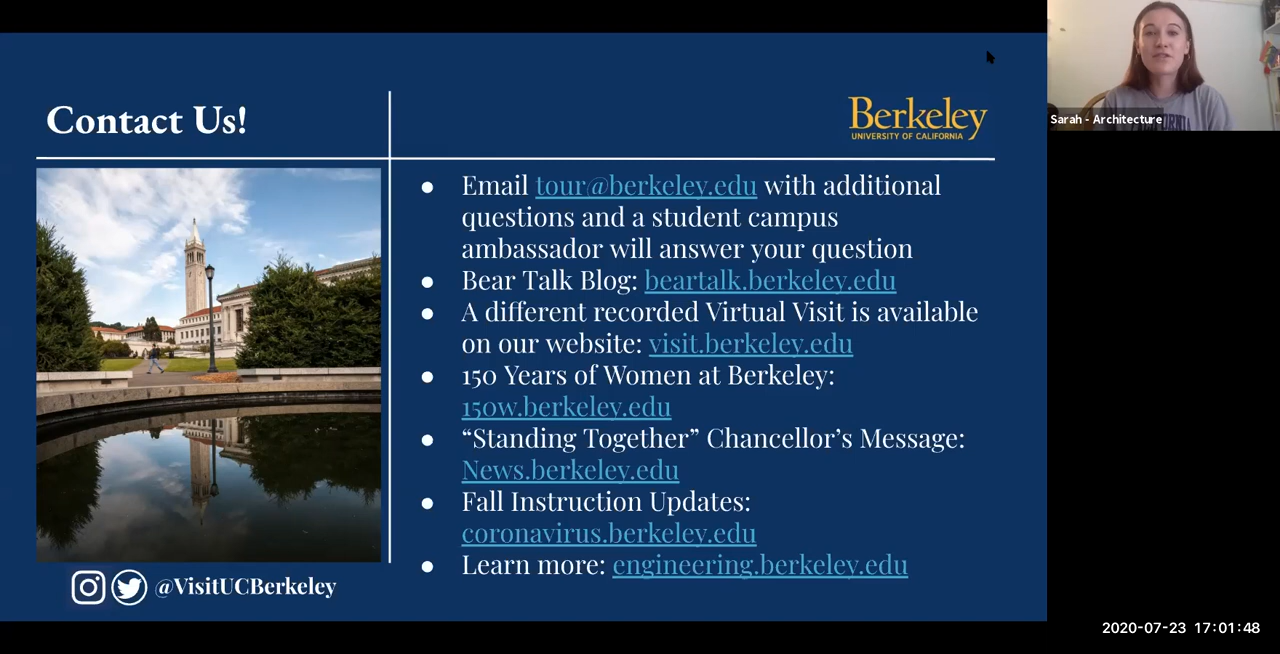 Contact Us!
Berkeley
UNIVERSITY OF CALIFORNIA
Sarah - Architecture
● Email tour@berkeley.edu with additional
questions and a student campus
ambassador will answer your question
● Bear Talk Blog: beartalk.berkeley.edu
● A different recorded Virtual Visit is available
on our website: visit.berkeley.edu
● 150 Years of Women at Berkeley:
150w.berkeley.edu
● “Standing Together” Chancellor’s Message:
News.berkeley.edu
● Fall Instruction Updates:
coronavirus.berkeley.edu
● Learn more: engineering.berkeley.edu
@VisitUCBerkeley
2020-07-23 17:01:48